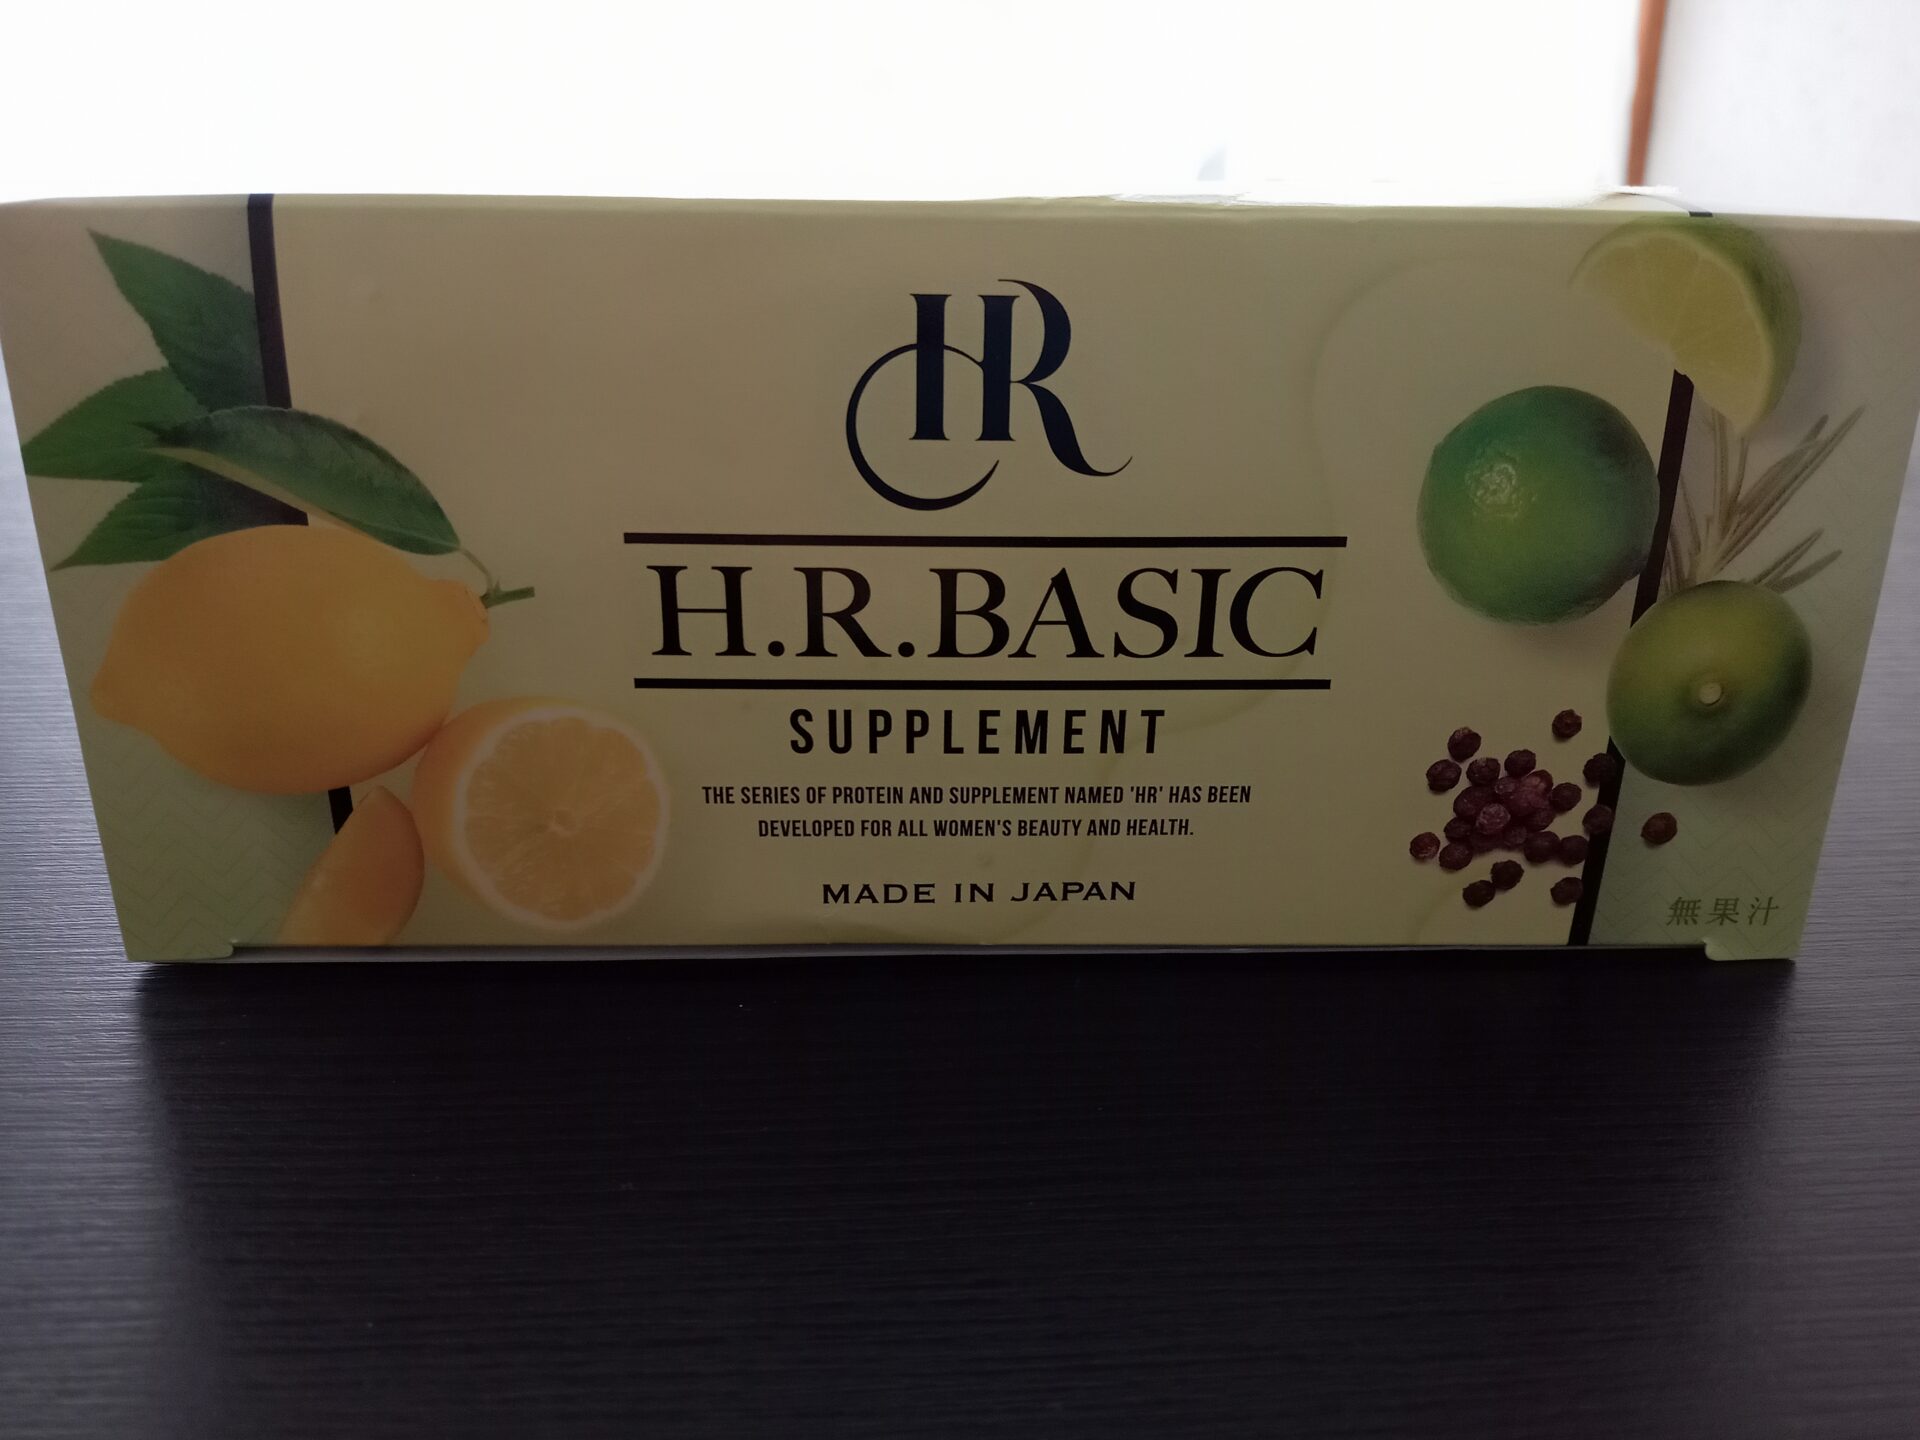 HR
H.R.BASIC
SUPPLEMENT
THE SERIES OF PROTEIN AND SUPPLEMENT NAMED 'HR' HAS BEEN
DEVELOPED FOR ALL WOMEN'S BEAUTY AND HEALTH.
MADE IN JAPAN
無果汁